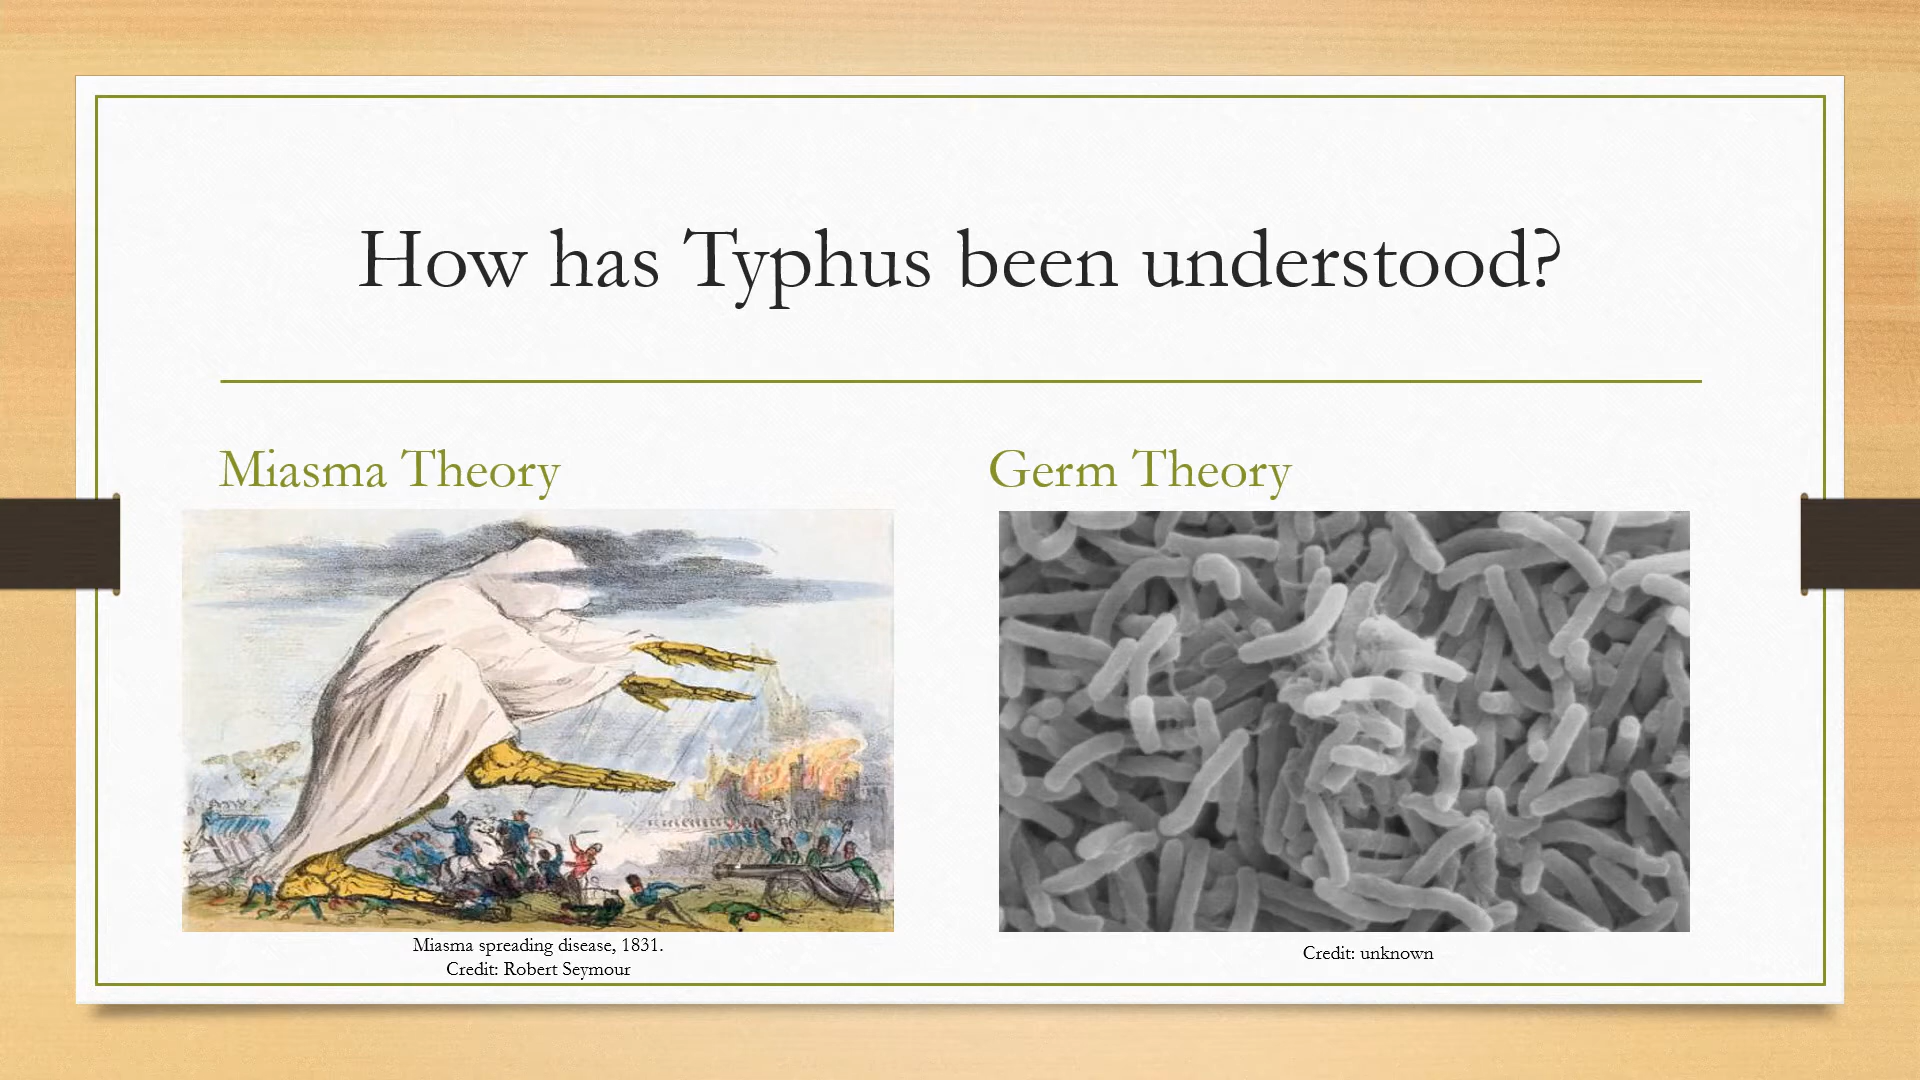 How has Typhus been understood?
Miasma Theory
Germ Theory
Miasma spreading disease, 1831.
Credit: Robert Seymour
Credit: unknown